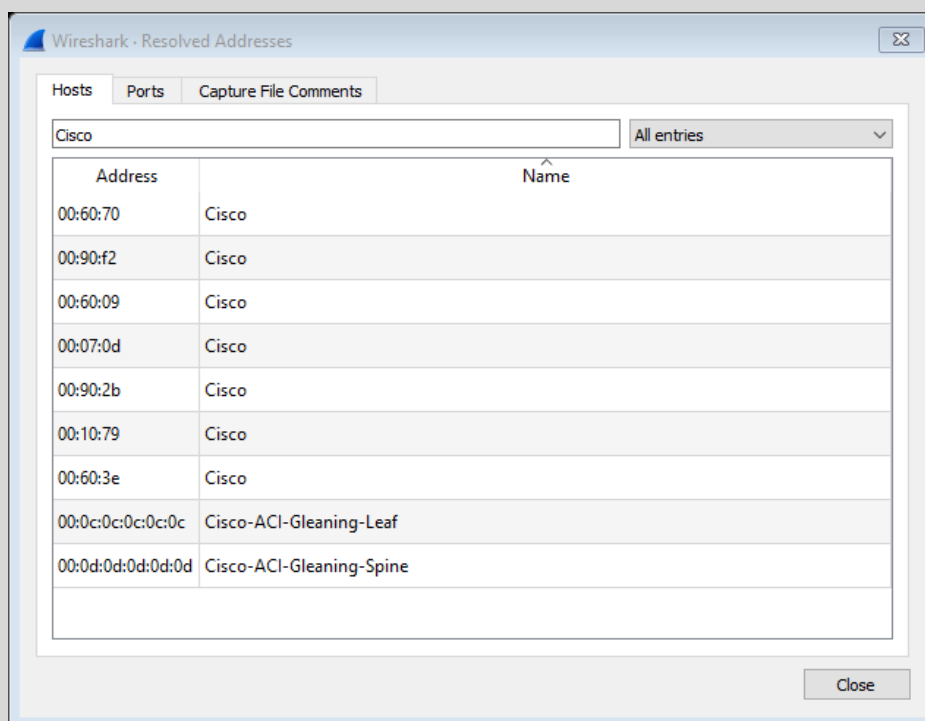 Wireshark · Resolved Addresses
Hosts Ports Capture File Comments
Cisco All entries
Address Name
00:60:70 Cisco
00:90:f2 Cisco
00:60:09 Cisco
00:07:0d Cisco
00:90:2b Cisco
00:10:79 Cisco
00:60:3e Cisco
00:0c:0c:0c:0c:0c Cisco-ACI-Gleaning-Leaf
00:0d:0d:0d:0d:0d Cisco-ACI-Gleaning-Spine
Close